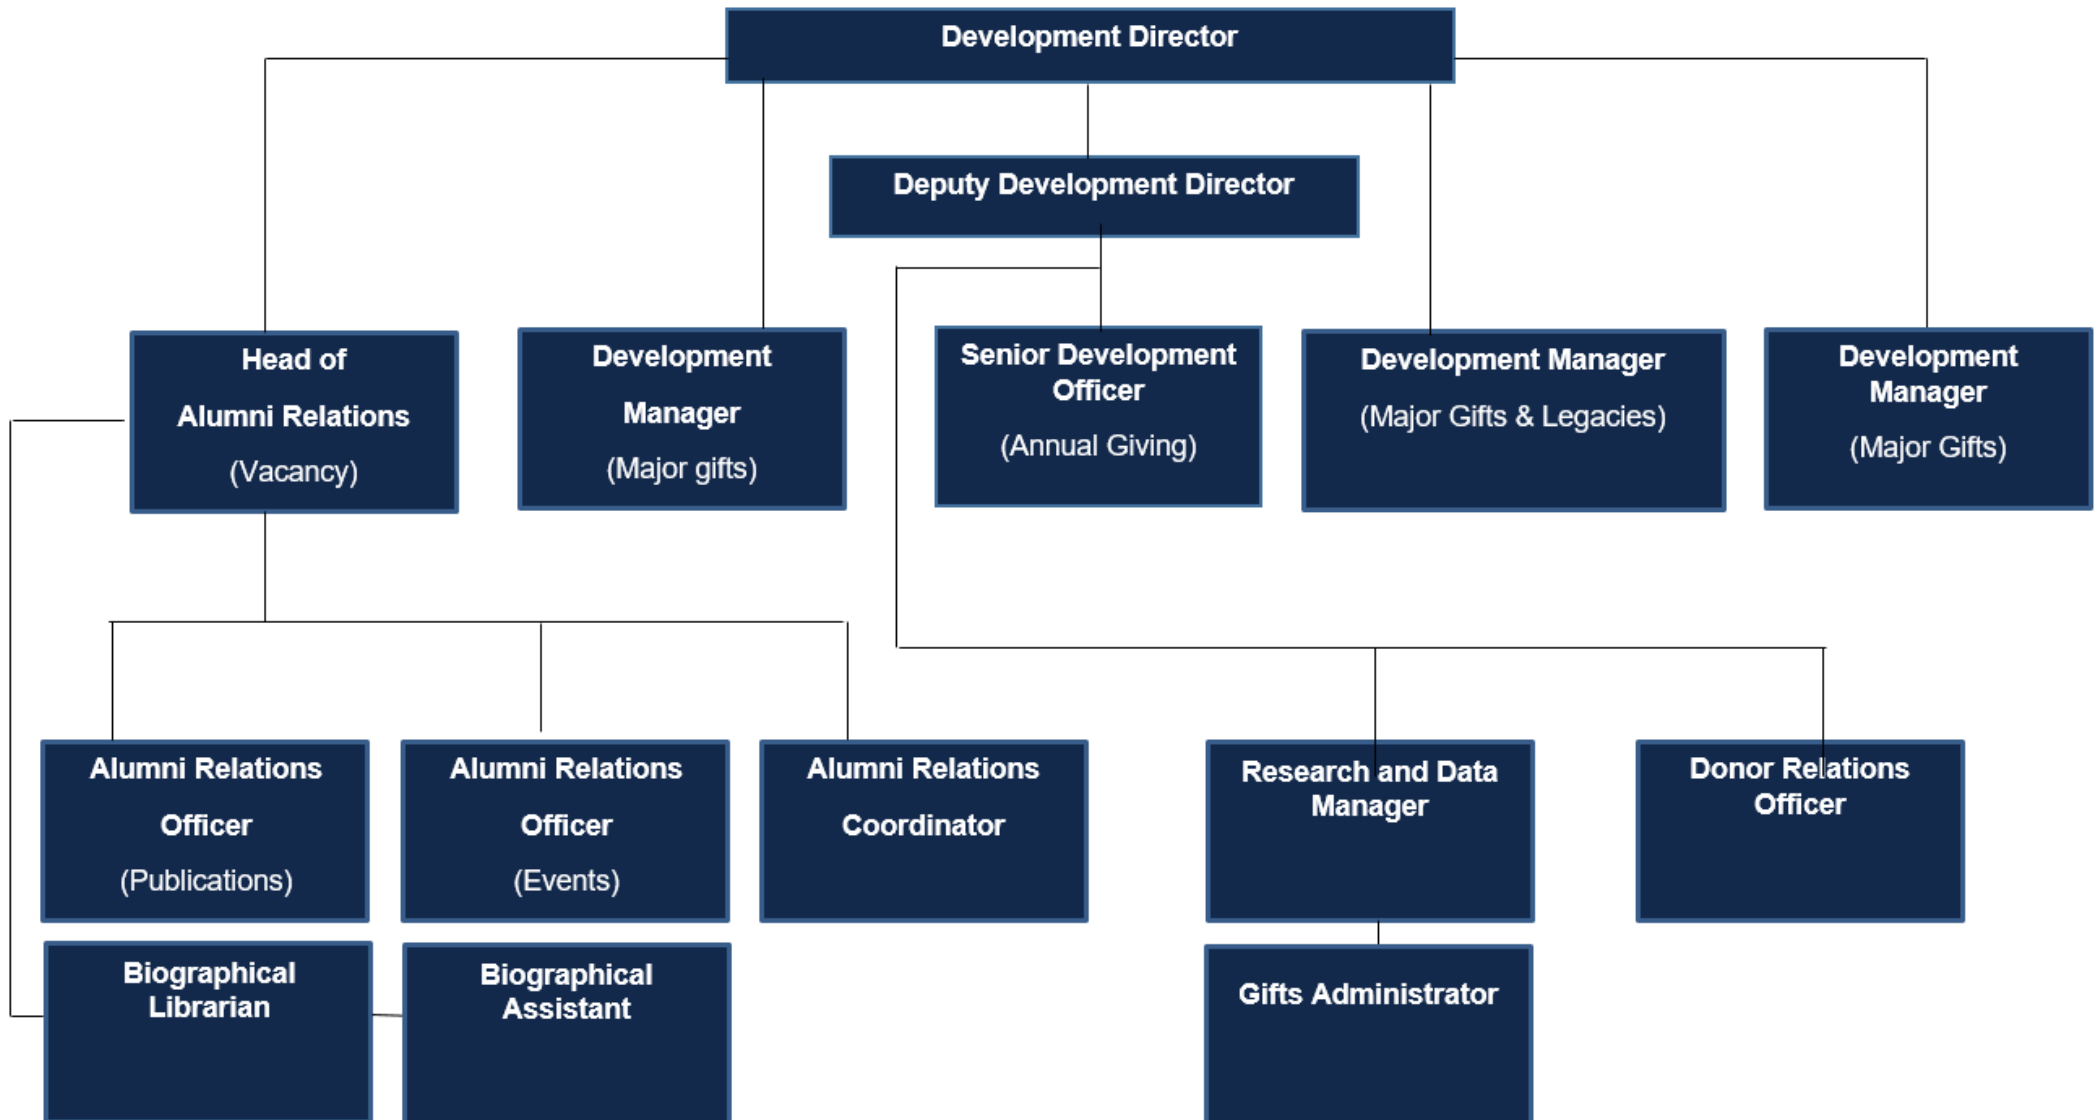 Development Director
Deputy Development Director
Head of
Alumni Relations
(Vacancy)
Development
Manager
(Major gifts)
Senior Development
Officer
(Annual Giving)
Development Manager
(Major Gifts & Legacies)
Development
Manager
(Major Gifts)
Alumni Relations
Officer
(Publications)
Alumni Relations
Officer
(Events)
Alumni Relations
Coordinator
Research and Data
Manager
Donor Relations
Officer
Biographical
Librarian
Biographical
Assistant
Gifts Administrator